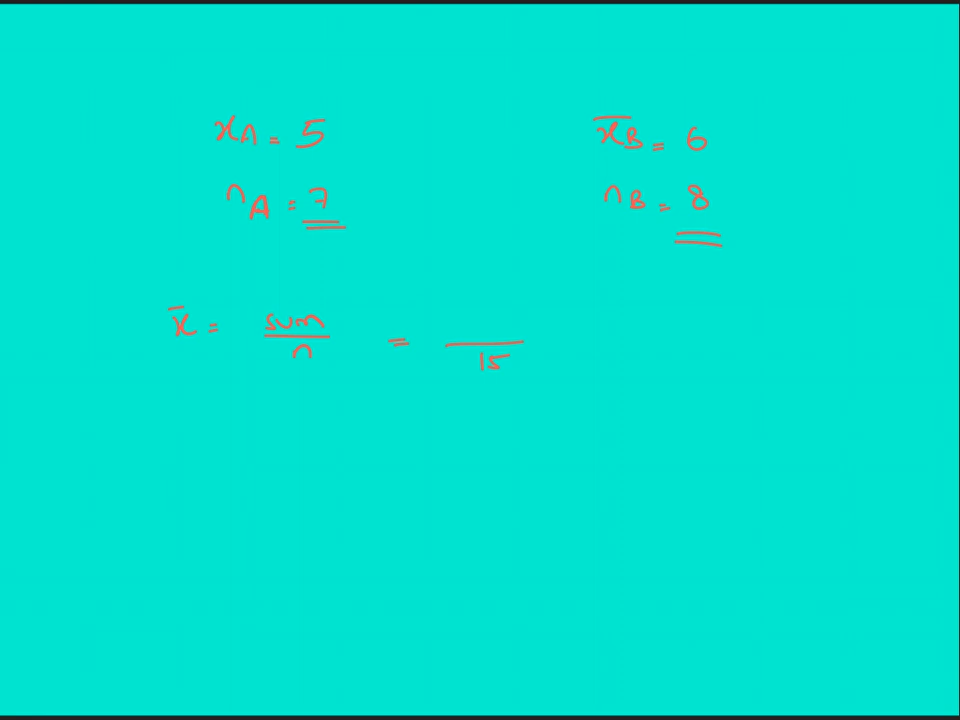 xA = 5
x̄B = 6
nA = 7
nB = 8
x̄ = sum/n = /15